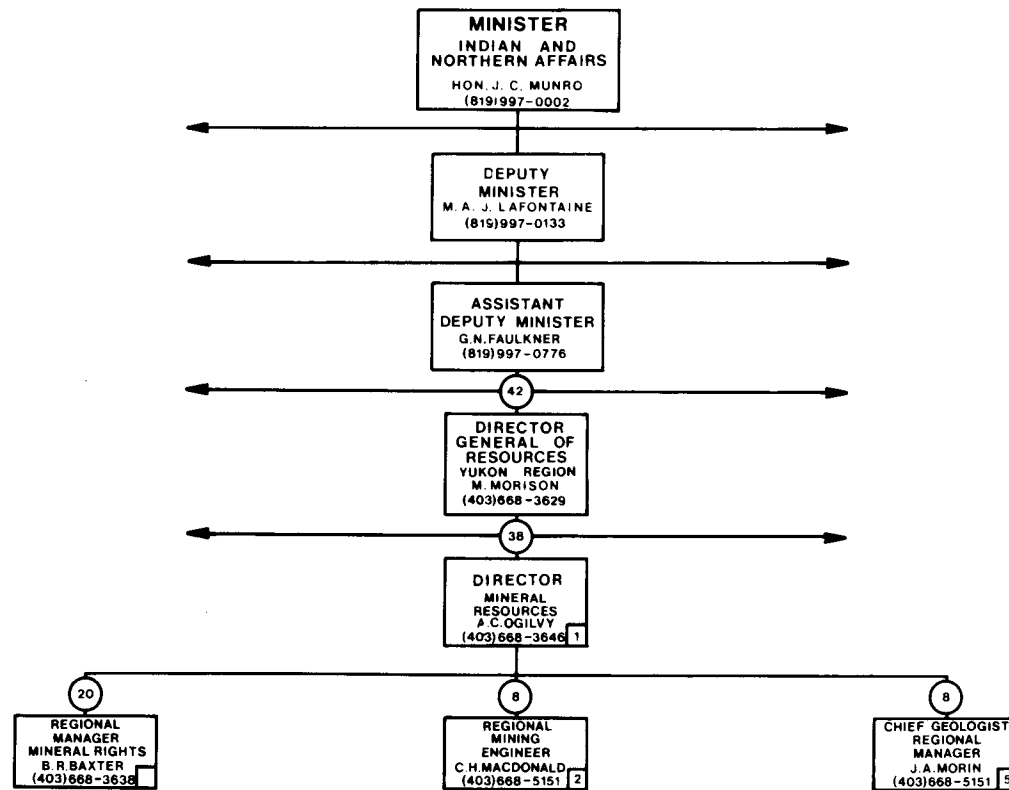 MINISTER
INDIAN AND
NORTHERN AFFAIRS
HON. J. C. MUNRO
(819)997-0002
DEPUTY
MINISTER
M. A. J. LAFONTAINE
(819)997-0133
ASSISTANT
DEPUTY MINISTER
G.N.FAULKNER
(819)997-0776
42
DIRECTOR
GENERAL OF
RESOURCES
YUKON REGION
M. MORISON
(403)668-3629
38
DIRECTOR
MINERAL
RESOURCES
A.C.OGILVY
(403)668-3646 1
20
REGIONAL
MANAGER
MINERAL RIGHTS
B.R.BAXTER
(403)668-3638
8
REGIONAL
MINING
ENGINEER
C.H.MACDONALD
(403)668-5151 2
8
CHIEF GEOLOGIST
REGIONAL
MANAGER
J.A.MORIN
(403)668-5151 5